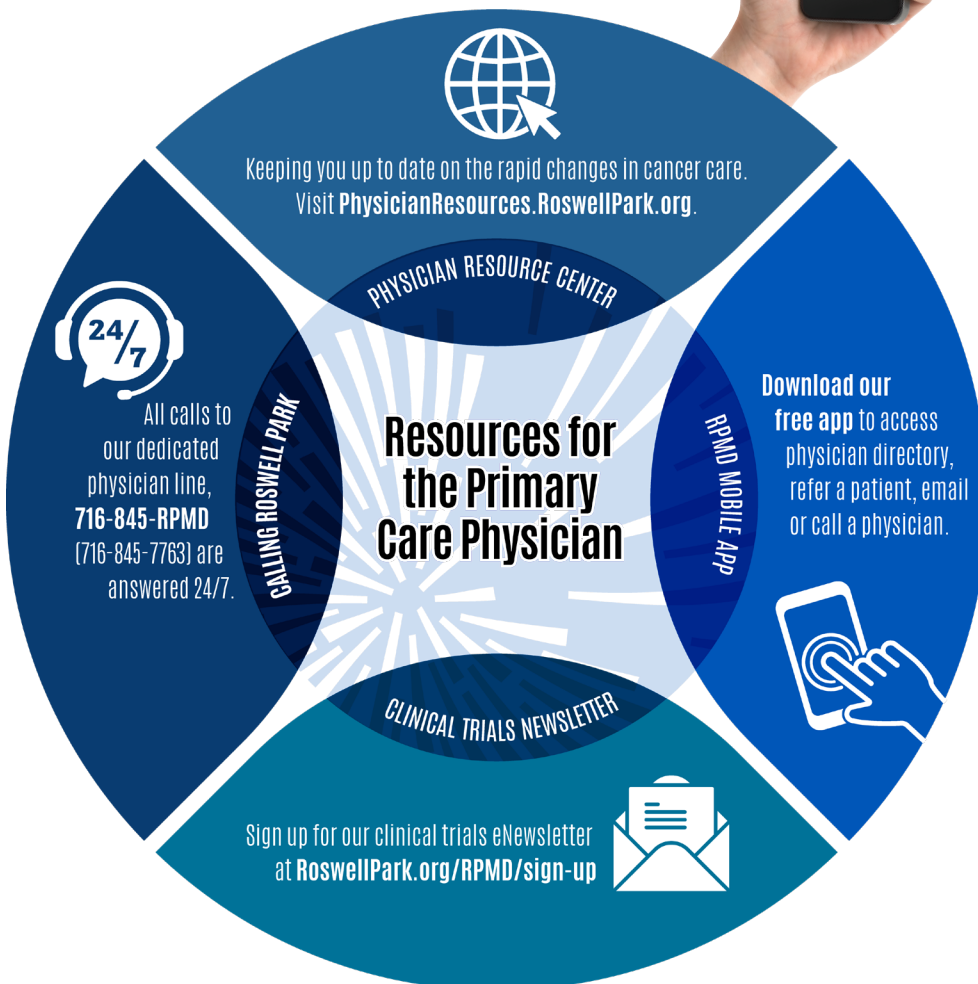 Keeping you up to date on the rapid changes in cancer care.
Visit PhysicianResources.RoswellPark.org.
PHYSICIAN RESOURCE CENTER
24/7
All calls to
our dedicated
physician line,
716-845-RPMD
(716-845-7763) are
answered 24/7.
CALLING ROSWELL PARK
Resources for
the Primary
Care Physician
RPMD MOBILE APP
Download our
free app to access
physician directory,
refer a patient, email
or call a physician.
CLINICAL TRIALS NEWSLETTER
Sign up for our clinical trials eNewsletter
at RoswellPark.org/RPMD/sign-up